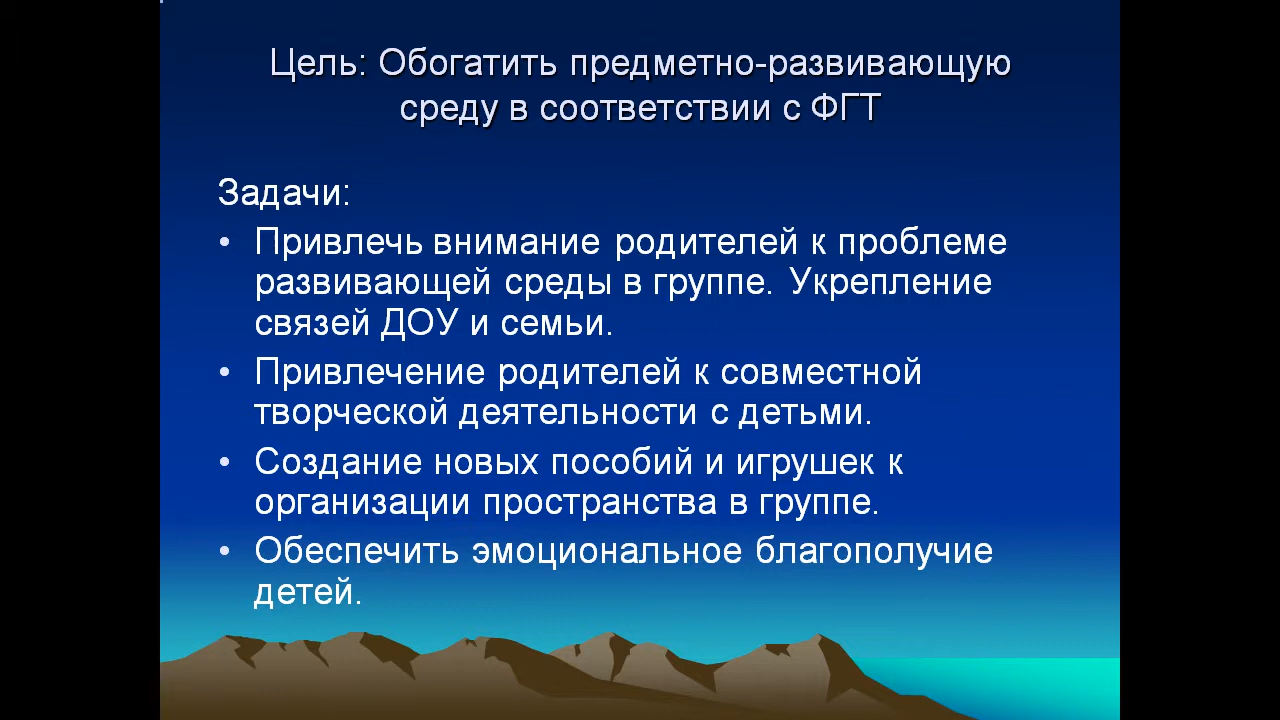 Цель: Обогатить предметно-развивающую
среду в соответствии с ФГТ
Задачи:
• Привлечь внимание родителей к проблеме
развивающей среды в группе. Укрепление
связей ДОУ и семьи.
• Привлечение родителей к совместной
творческой деятельности с детьми.
• Создание новых пособий и игрушек к
организации пространства в группе.
• Обеспечить эмоциональное благополучие
детей.